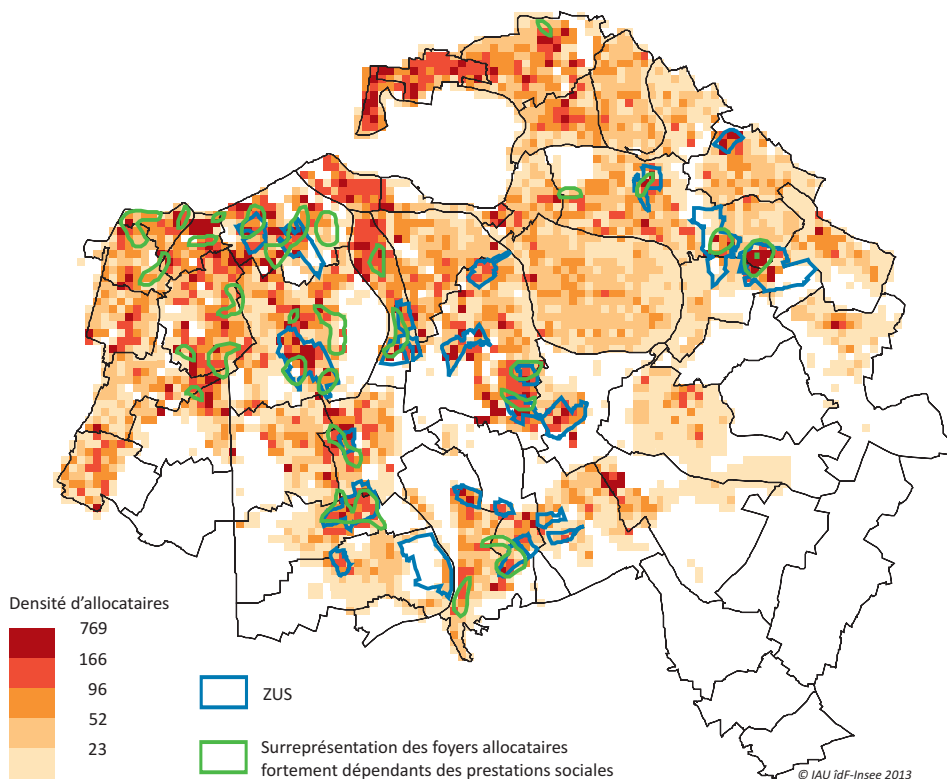 Densité d'allocataires
769
166
96
52
23
ZUS
Surreprésentation des foyers allocataires
fortement dépendants des prestations sociales
© IAU îdF-Insee 2013